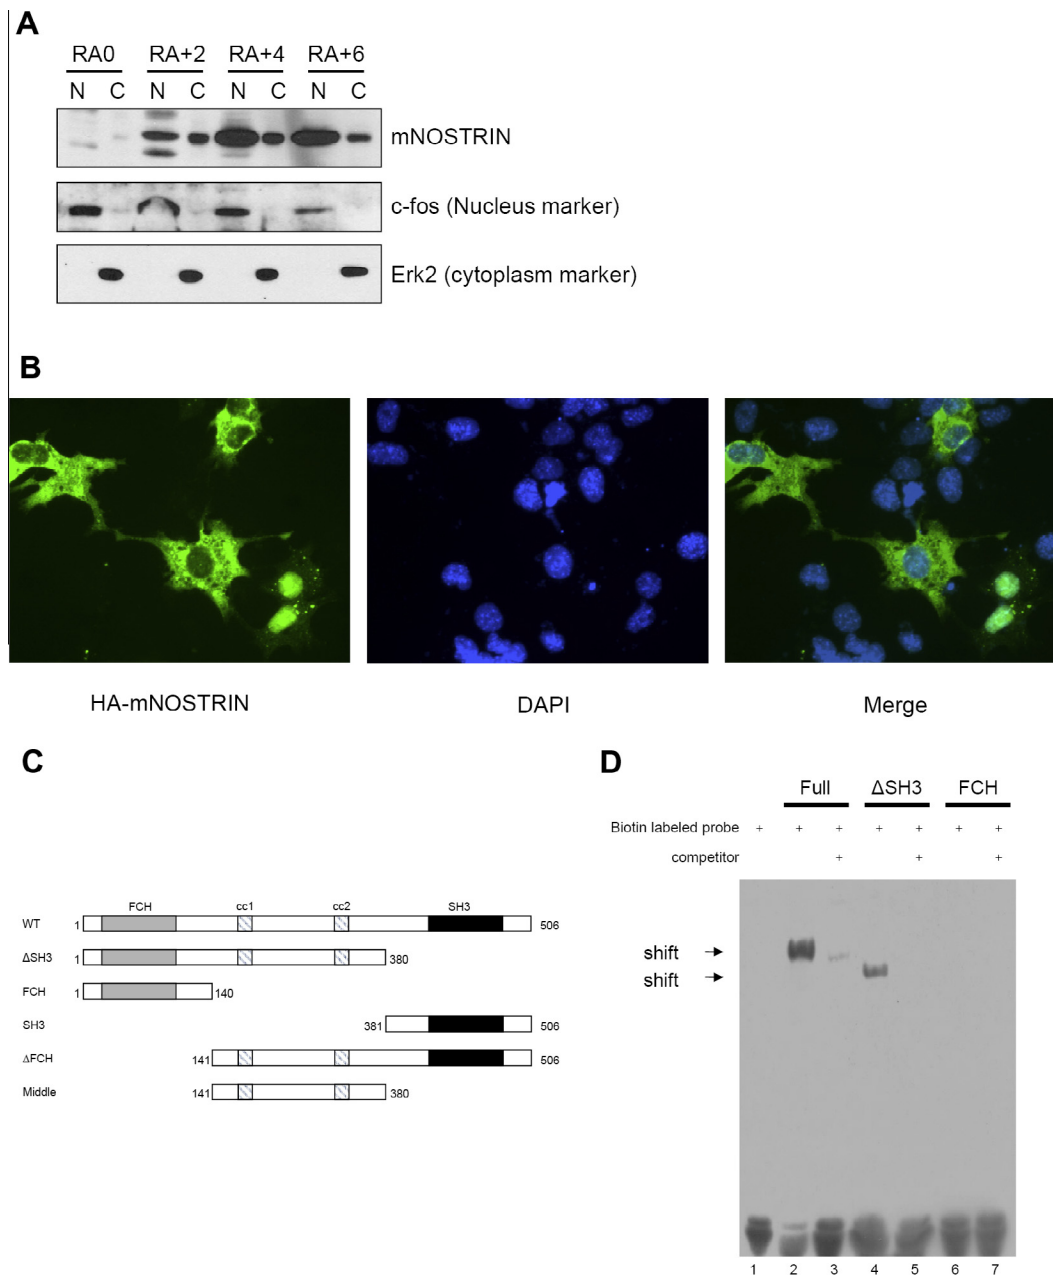 A
RA0 RA+2 RA+4 RA+6
N C N C N C N C
mNOSTRIN
c-fos (Nucleus marker)
Erk2 (cytoplasm marker)
B
HA-mNOSTRIN DAPI Merge
C
FCH cc1 cc2 SH3
WT 1 506
ΔSH3 1 380
FCH 1 140
SH3 381 506
ΔFCH 141 506
Middle 141 380
D
Full ΔSH3 FCH
Biotin labeled probe + + + + + + +
competitor + + +
shift
shift
1 2 3 4 5 6 7